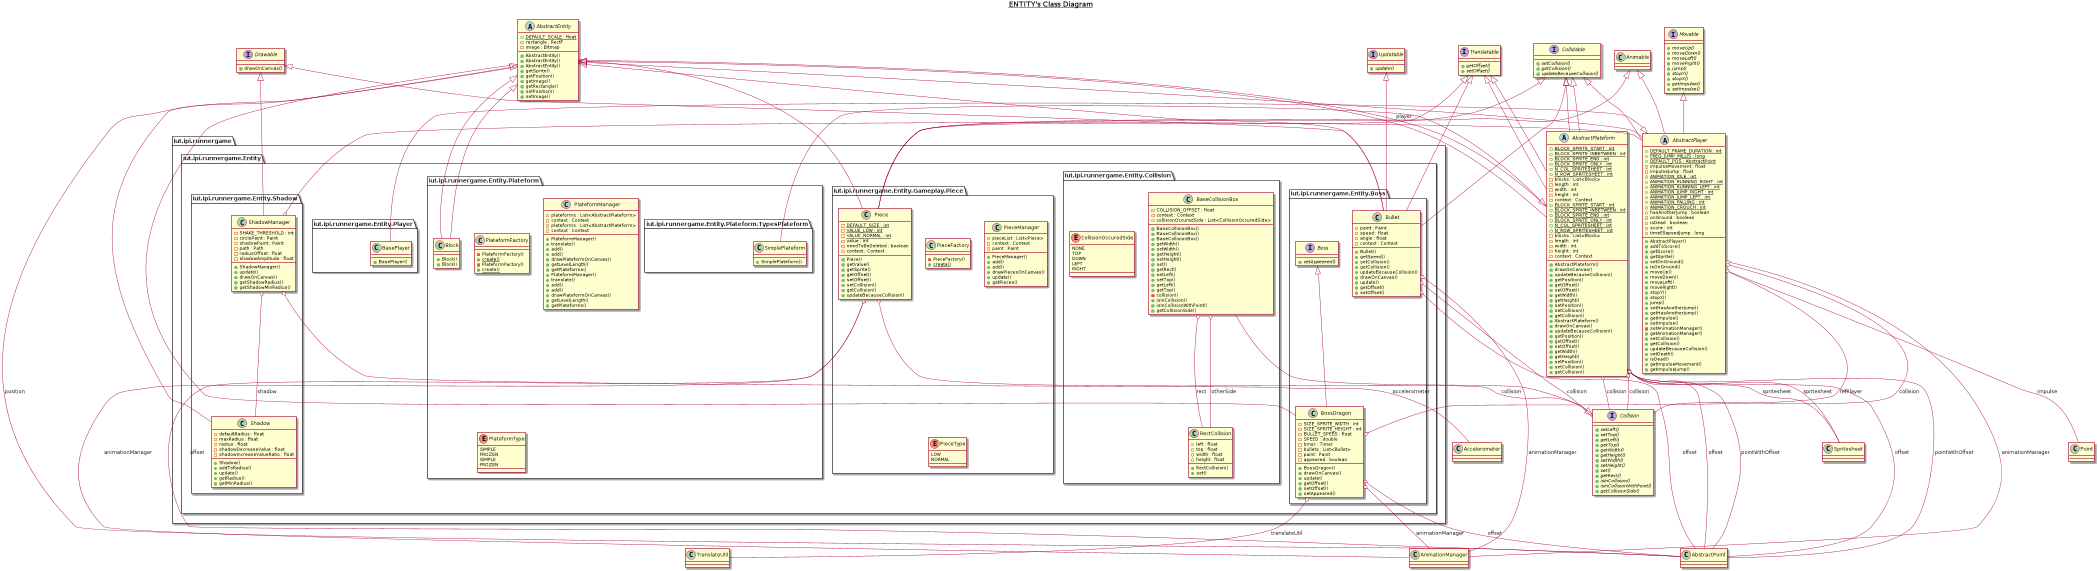 ENTITY's Class Diagram
AbstractEntity
DEFAULT_SCALE : float
rectangle : RectF
image : Bitmap
AbstractEntity()
AbstractEntity()
AbstractEntity()
getSprite()
getPosition()
getImage()
getRectangle()
setPosition()
setImage()
Drawable
drawOnCanvas()
Updatable
update()
Translatable
getOffset()
setOffset()
Collidable
setCollision()
getCollision()
updateBecauseCollision()
Animable
Movable
moveUp()
moveDown()
moveLeft()
moveRight()
jump()
stopY()
stopX()
getImpulse()
setImpulse()
player
iut.ipi.runnergame
iut.ipi.runnergame.Entity
iut.ipi.runnergame.Entity.Shadow
ShadowManager
SHAKE_THRESHOLD : int
circlePaint : Paint
shadowPaint : Paint
path : Path
radiusOffset : float
shadowAmplitude : float
ShadowManager()
update()
drawOnCanvas()
getShadowRadius()
getShadowMinRadius()
shadow
Shadow
defaultRadius : float
maxRadius : float
radius : float
shadowDecreaseValue : float
shadowIncreaseValueRatio : float
Shadow()
addToRadius()
update()
getRadius()
getMinRadius()
iut.ipi.runnergame.Entity.Player
BasePlayer
BasePlayer()
iut.ipi.runnergame.Entity.Plateform
Block
Block()
Block()
PlateformFactory
PlateformFactory()
create()
PlateformFactory()
create()
PlateformManager
plateforms : List<AbstractPlateform>
context : Context
plateforms : List<AbstractPlateform>
context : Context
PlateformManager()
translate()
add()
add()
drawPlateformOnCanvas()
getLevelLength()
getPlateforms()
PlateformManager()
translate()
add()
add()
drawPlateformOnCanvas()
getLevelLength()
getPlateforms()
PlateformType
SIMPLE
FROZEN
SIMPLE
FROZEN
iut.ipi.runnergame.Entity.Plateform.TypesPlateform
SimplePlateform
SimplePlateform()
iut.ipi.runnergame.Entity.Gameplay.Piece
Piece
DEFAULT_SIZE : int
VALUE_LOW : int
VALUE_NORMAL : int
value : int
needToBeDeleted : boolean
context : Context
Piece()
getValue()
getSprite()
getOffset()
setOffset()
setCollision()
getCollision()
updateBecauseCollision()
PieceFactory
PieceFactory()
create()
PieceManager
pieceList : List<Piece>
context : Context
paint : Paint
PieceManager()
add()
add()
drawPiecesOnCanvas()
update()
getPieces()
PieceType
LOW
NORMAL
iut.ipi.runnergame.Entity.Collision
CollisionOccuredSide
NONE
TOP
DOWN
LEFT
RIGHT
BaseCollisionBox
COLLISION_OFFSET : float
context : Context
collisionOccuredSide : List<CollisionOccuredSide>
BaseCollisionBox()
BaseCollisionBox()
BaseCollisionBox()
getWidth()
setWidth()
getHeight()
setHeight()
set()
getRect()
setLeft()
setTop()
getLeft()
getTop()
collision()
isInCollision()
isInCollisionWithPoint()
getCollisionSide()
rect
otherSide
RectCollision
left : float
top : float
width : float
height : float
RectCollision()
set()
iut.ipi.runnergame.Entity.Boss
Boss
setAppeared()
Bullet
paint : Paint
speed : float
angle : float
context : Context
Bullet()
getSpeed()
setCollision()
getCollision()
updateBecauseCollision()
drawOnCanvas()
update()
getOffset()
setOffset()
BossDragon
SIZE_SPRITE_WIDTH : int
SIZE_SPRITE_HEIGHT : int
BULLET_SPEED : float
SPEED : double
timer : Timer
bullets : List<Bullet>
paint : Paint
appeared : boolean
BossDragon()
drawOnCanvas()
update()
getOffset()
setOffset()
setAppeared()
AbstractPlateform
BLOCK_SPRITE_START : int
BLOCK_SPRITE_INBETWEEN : int
BLOCK_SPRITE_END : int
BLOCK_SPRITE_ONLY : int
N_COL_SPRITESHEET : int
N_ROW_SPRITESHEET : int
blocks : List<Block>
length : int
width : int
height : int
context : Context
BLOCK_SPRITE_START : int
BLOCK_SPRITE_INBETWEEN : int
BLOCK_SPRITE_END : int
BLOCK_SPRITE_ONLY : int
N_COL_SPRITESHEET : int
N_ROW_SPRITESHEET : int
blocks : List<Block>
length : int
width : int
height : int
context : Context
AbstractPlateform()
drawOnCanvas()
updateBecauseCollision()
getPosition()
getOffset()
setOffset()
getWidth()
getHeight()
setPosition()
setCollision()
getCollision()
AbstractPlateform()
drawOnCanvas()
updateBecauseCollision()
getPosition()
getOffset()
setOffset()
getWidth()
getHeight()
setPosition()
setCollision()
getCollision()
AbstractPlayer
DEFAULT_FRAME_DURATION : int
FREQ_JUMP_MILLIS : long
DEFAULT_POS : AbstractPoint
impulseMovement : float
impulseJump : float
ANIMATION_IDLE : int
ANIMATION_RUNNING_RIGHT : int
ANIMATION_RUNNING_LEFT : int
ANIMATION_JUMP_RIGHT : int
ANIMATION_JUMP_LEFT : int
ANIMATION_FALLING : int
ANIMATION_CROUCH : int
hasAnotherJump : boolean
onGround : boolean
isDead : boolean
score : int
timeEllapsedJump : long
AbstractPlayer()
addToScore()
getScore()
getSprite()
setOnGround()
isOnGround()
moveUp()
moveDown()
moveLeft()
moveRight()
stopY()
stopX()
jump()
setHasAnotherJump()
getHasAnotherJump()
getImpulse()
setImpulse()
setAnimationManager()
getAnimationManager()
setCollision()
getCollision()
updateBecauseCollision()
setDeath()
isDead()
getImpulseMovement()
getImpulseJump()
position
animationManager
offset
accelerometer
collision
collision
collision
collision
spritesheet
spritesheet
refPlayer
collision
impulse
Accelerometer
Collision
setLeft()
setTop()
getLeft()
getTop()
getWidth()
getHeight()
setWidth()
setHeight()
set()
getRect()
isInCollision()
isInCollisionWithPoint()
getCollisionSide()
Spritesheet
Point
animationManager
offset
offset
pointWithOffset
offset
pointWithOffset
animationManager
translateUtil
animationManager
offset
TranslateUtil
AnimationManager
AbstractPoint